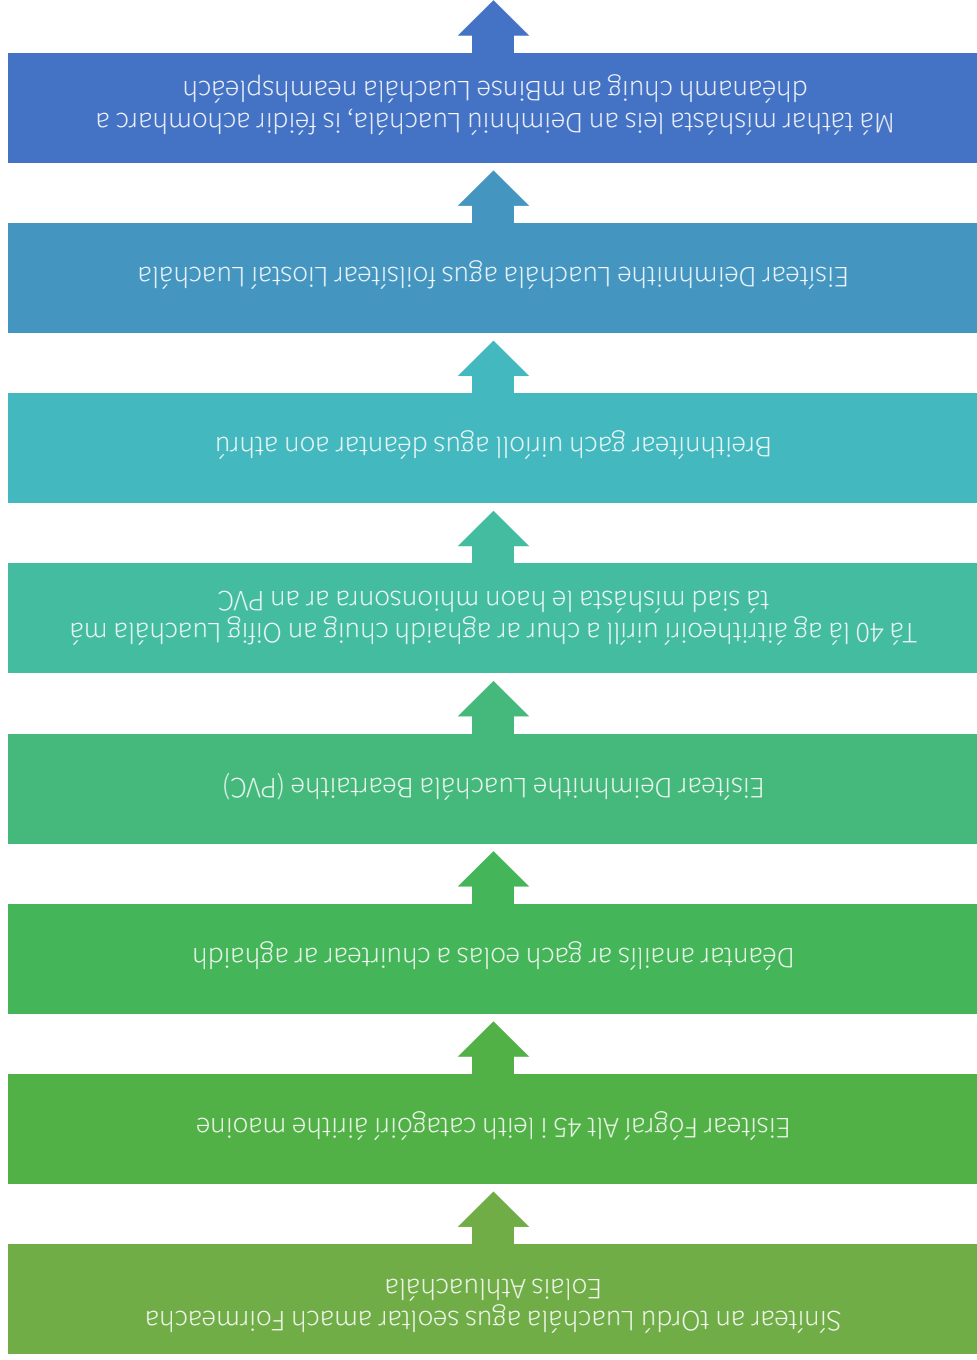 Sínítear an tOrdú Luachála agus seoltar amach Foirmeacha
Eolais Athluachála
Eisítear Fógraí Alt 45 i leith catagóirí áirithe maoine
Déantar anailís ar gach eolas a chuirtear ar aghaidh
Eisítear Deimhnithe Luachála Beartaithe (PVC)
Tá 40 lá ag áitritheoirí uiríll a chur ar aghaidh chuig an Oifig Luachála má
tá siad míshásta le haon mhionsonra ar an PVC
Breithnítear gach uiríoll agus déantar aon athrú
Eisítear Deimhnithe Luachála agus foilsítear Liostaí Luachála
Má táthar míshásta leis an Deimhniú Luachála, is féidir achomharc a
dhéanamh chuig an mBinse Luachála neamhspleách